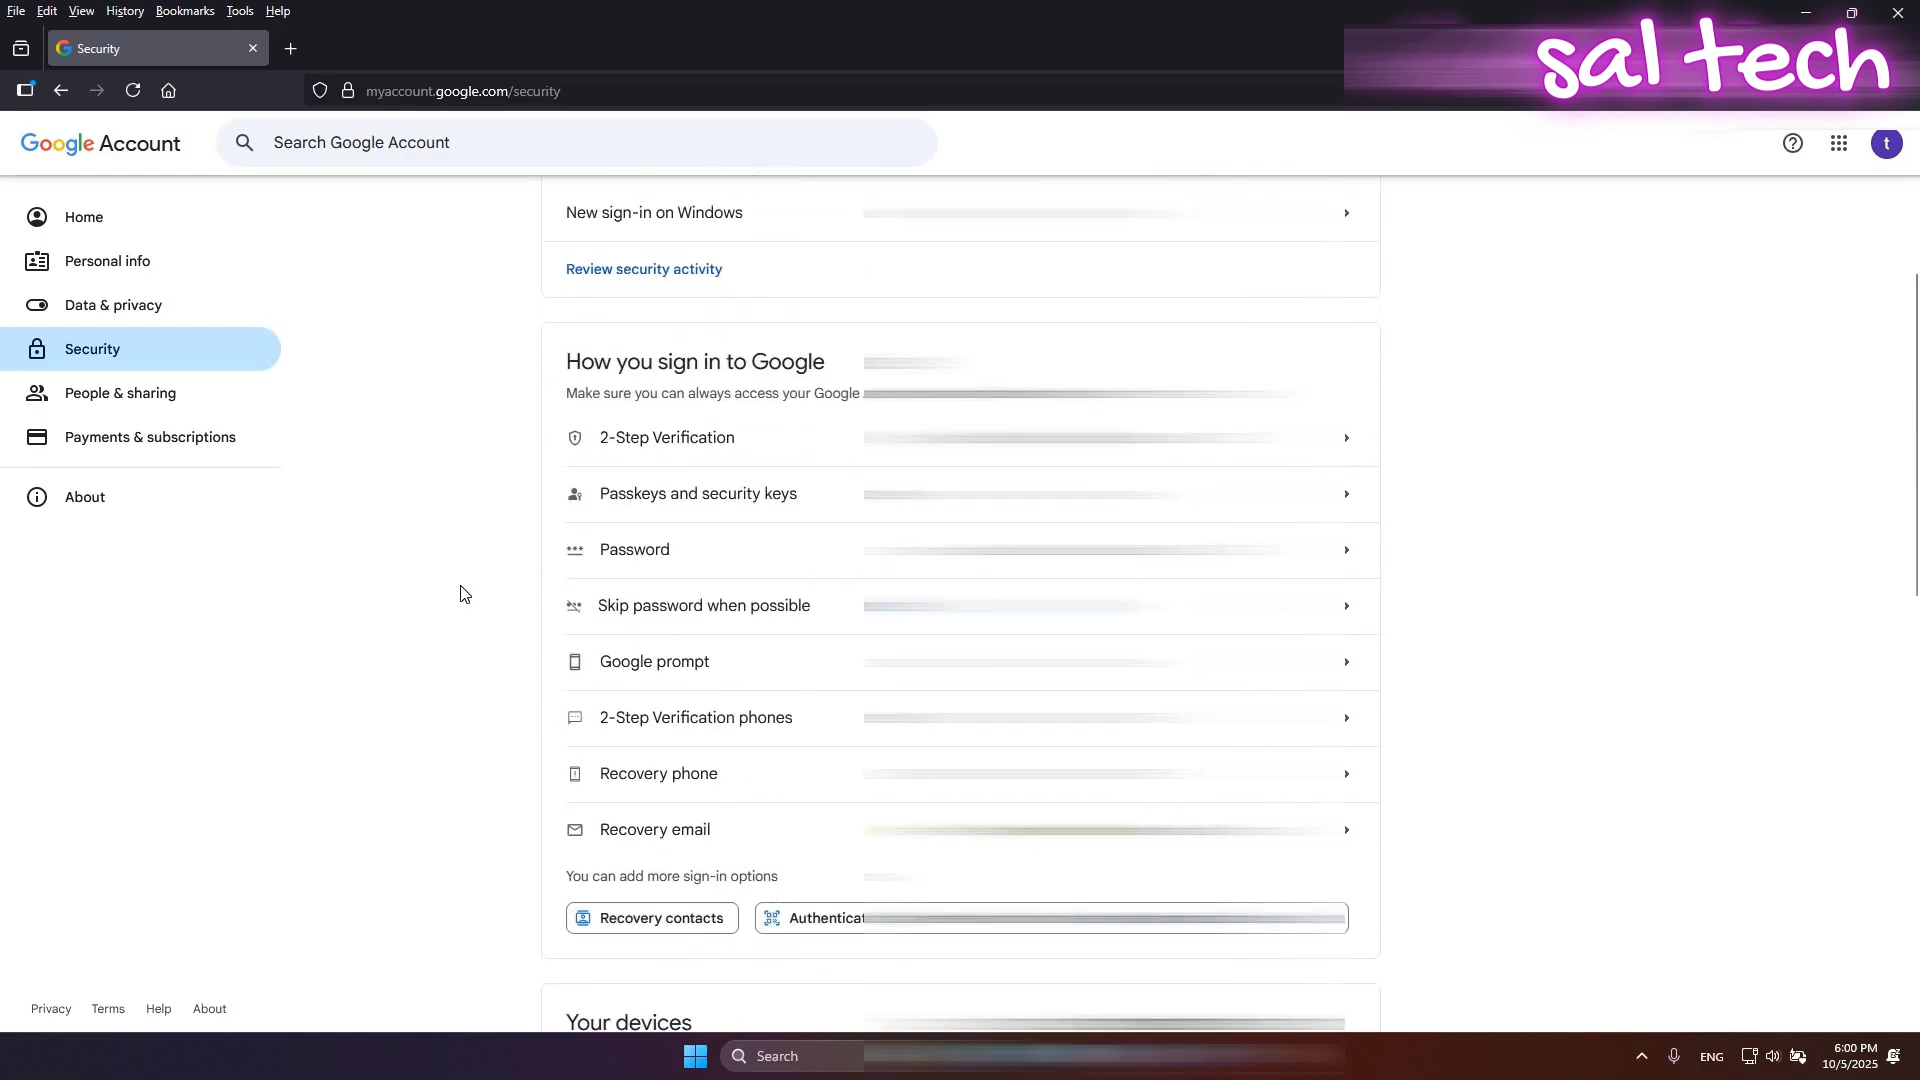 File Edit View History Bookmarks Tools Help
Security
sal tech
myaccount.google.com/security
Google Account
Search Google Account
t
Home
Personal info
Data & privacy
Security
People & sharing
Payments & subscriptions
About
New sign-in on Windows
Review security activity
How you sign in to Google
Make sure you can always access your Google
2-Step Verification
Passkeys and security keys
Password
Skip password when possible
Google prompt
2-Step Verification phones
Recovery phone
Recovery email
You can add more sign-in options
Recovery contacts
Your devices
Privacy Terms Help About
Search
ENG
6:00 PM
10/5/2025